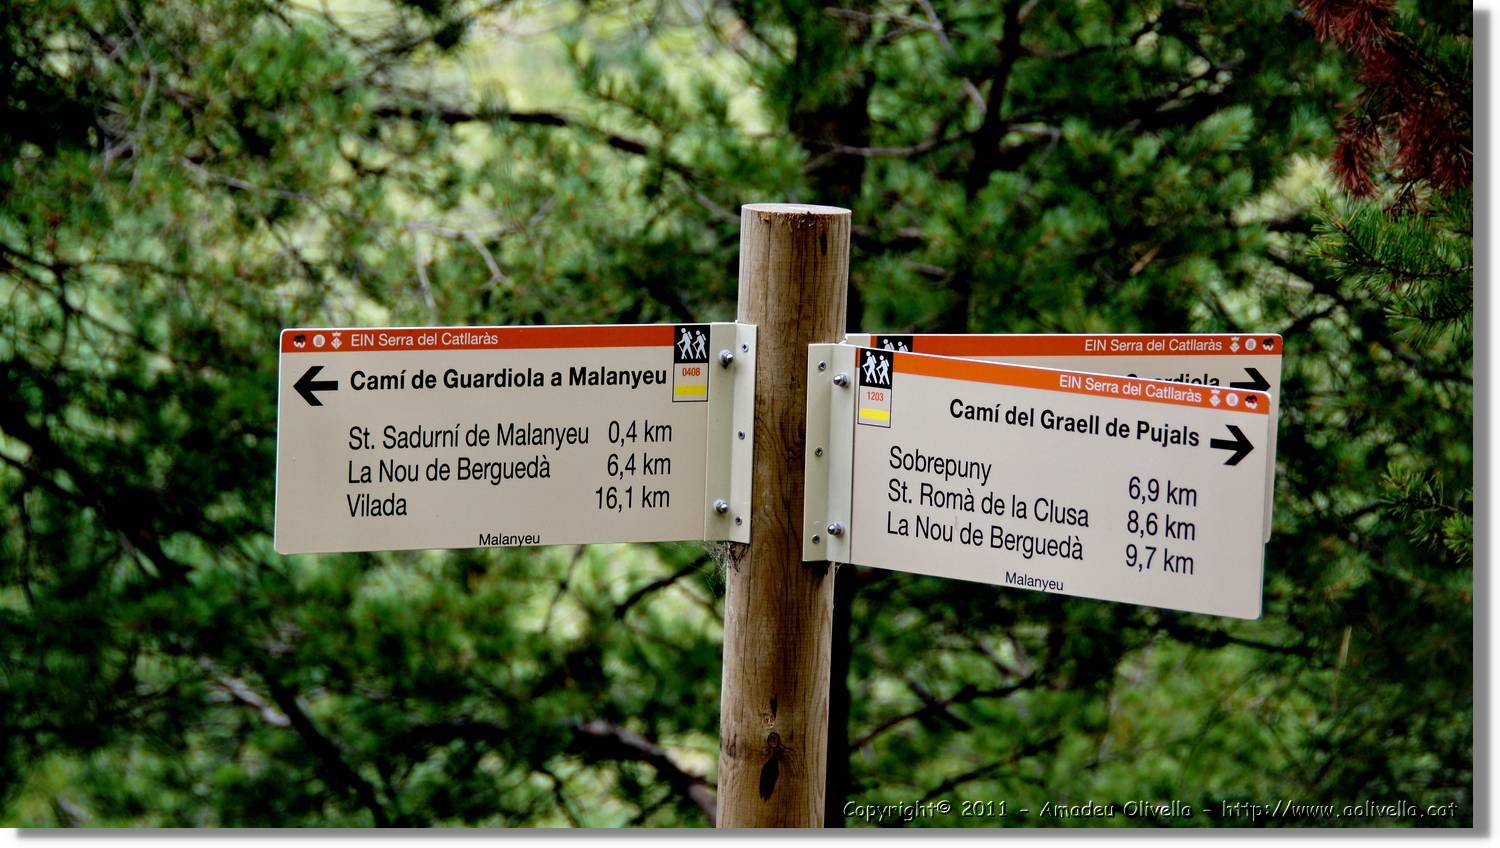 EIN Serra del Catllaràs
0408
Camí de Guardiola a Malanyeu
St. Sadurní de Malanyeu 0,4 km
La Nou de Berguedà 6,4 km
Vilada 16,1 km
Malanyeu
EIN Serra del Catllaràs
Guardiola
EIN Serra del Catllaràs
1203
Camí del Graell de Pujals
Sobrepuny 6,9 km
St. Romà de la Clusa 8,6 km
La Nou de Berguedà 9,7 km
Malanyeu
Copyright© 2011 - Amadeu Olivella - http://www.aolivella.cat